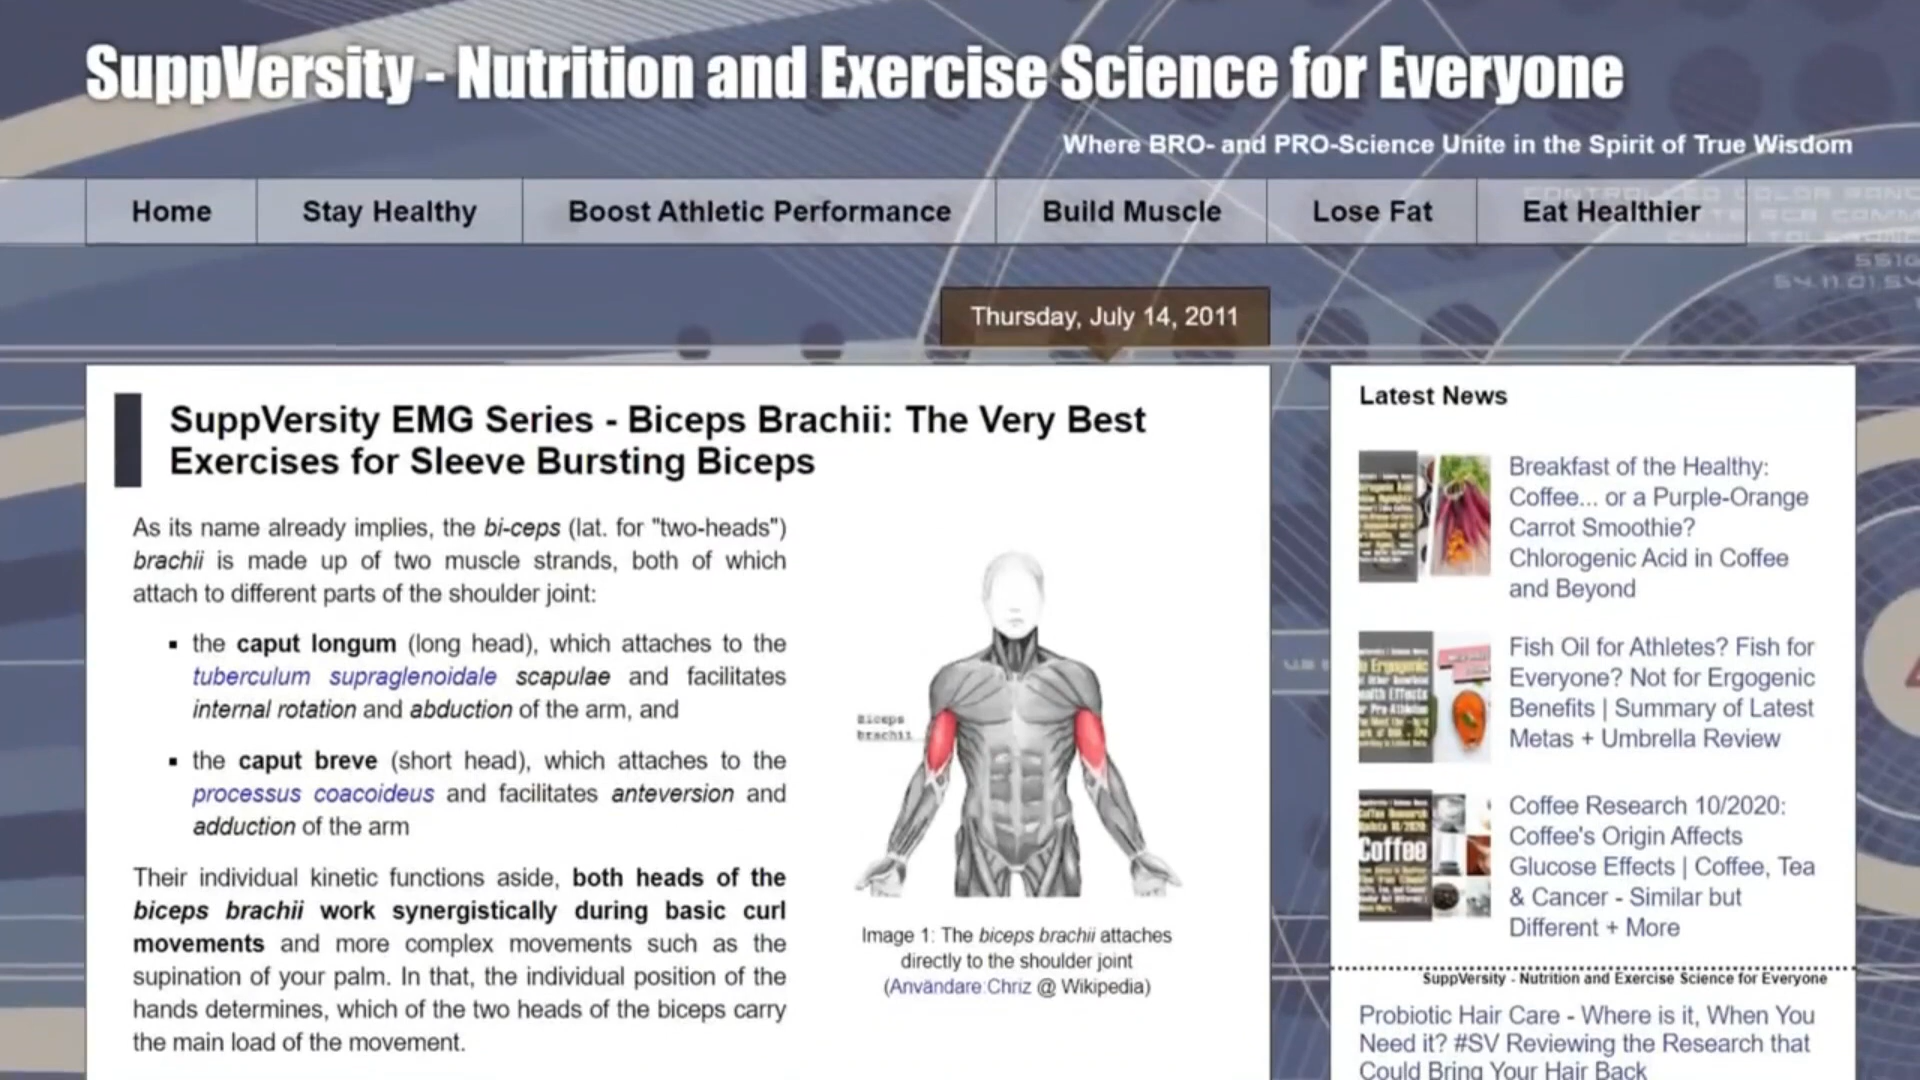 SuppVersity - Nutrition and Exercise Science for Everyone
Where BRO- and PRO-Science Unite in the Spirit of True Wisdom
Home
Stay Healthy
Boost Athletic Performance
Build Muscle
Lose Fat
Eat Healthier
Thursday, July 14, 2011
SuppVersity EMG Series - Biceps Brachii: The Very Best
Exercises for Sleeve Bursting Biceps
As its name already implies, the bi-ceps (lat. for "two-heads")
brachii is made up of two muscle strands, both of which
attach to different parts of the shoulder joint:
the caput longum (long head), which attaches to the
tuberculum supraglenoidale scapulae and facilitates
internal rotation and abduction of the arm, and
the caput breve (short head), which attaches to the
processus coacoideus and facilitates anteversion and
adduction of the arm
Their individual kinetic functions aside, both heads of the
biceps brachii work synergistically during basic curl
movements and more complex movements such as the
supination of your palm. In that, the individual position of the
hands determines, which of the two heads of the biceps carry
the main load of the movement.
Biceps
brachii
Image 1: The biceps brachii attaches
directly to the shoulder joint
(Användare:Chriz @ Wikipedia)
Latest News
Breakfast of the Healthy:
Coffee... or a Purple-Orange
Carrot Smoothie?
Chlorogenic Acid in Coffee
and Beyond
Fish Oil for Athletes? Fish for
Everyone? Not for Ergogenic
Benefits | Summary of Latest
Metas + Umbrella Review
Coffee
Coffee Research 10/2020:
Coffee's Origin Affects
Glucose Effects | Coffee, Tea
& Cancer - Similar but
Different + More
SuppVersity - Nutrition and Exercise Science for Everyone
Probiotic Hair Care - Where is it, When You
Need it? #SV Reviewing the Research that
Could Bring Your Hair Back